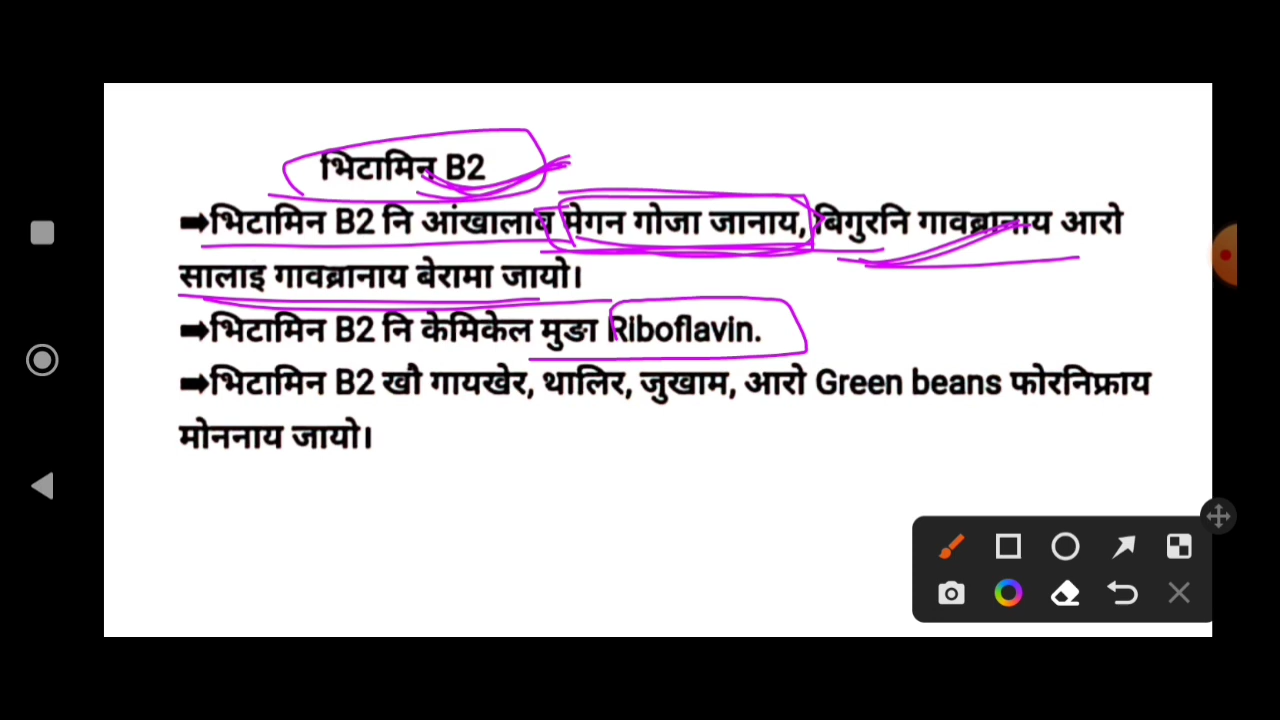 भिटामिन B2
➡भिटामिन B2 नि आंखालाव मेगन गोजा जानाय, बिगुरनि गावब्रानाय आरो
सालाइ गावब्रानाय बेरामा जायो।
➡भिटामिन B2 नि केमिकेल मुङा Riboflavin.
➡भिटामिन B2 खौ गायखेर, थालिर, जुखाम, आरो Green beans फोरनिफ्राय
मोननाय जायो।